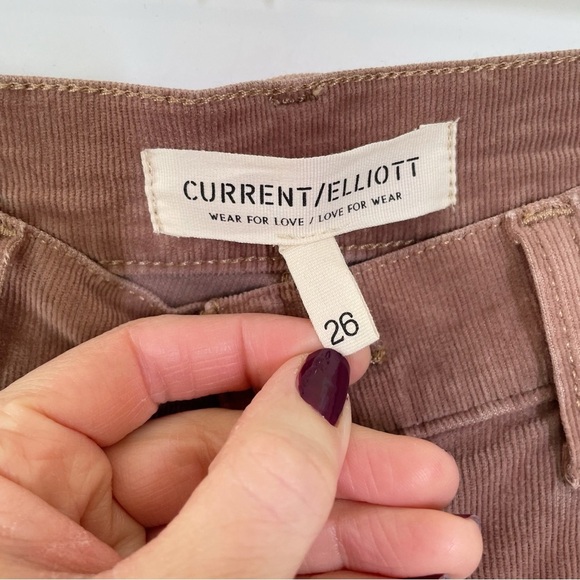 CURRENT/ELLIOTT
WEAR FOR LOVE / LOVE FOR WEAR
26